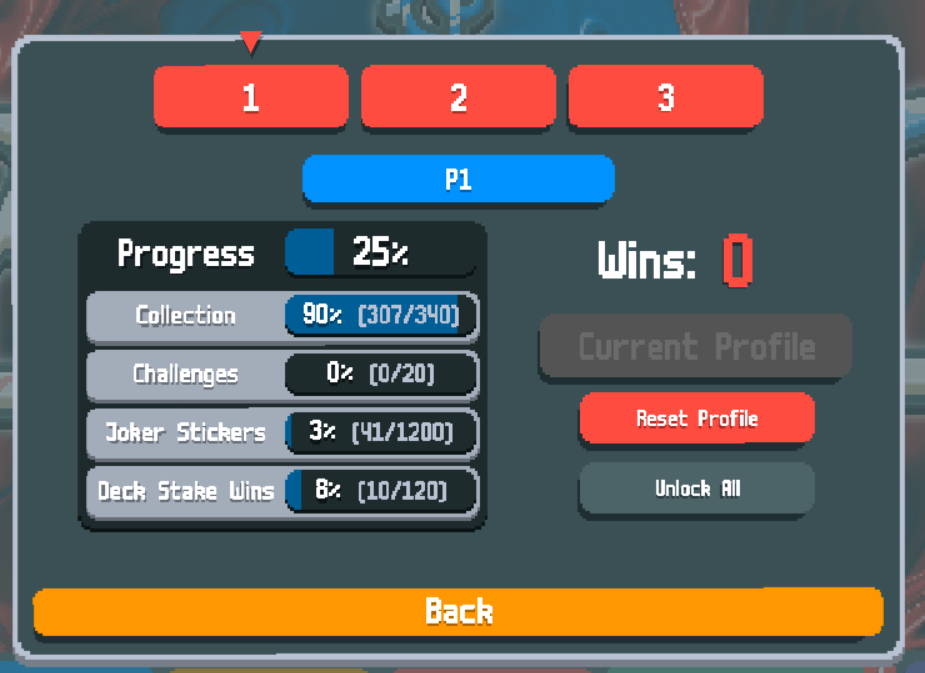 1 2 3
P1
Progress 25%
Collection 90% [307/340]
Challenges 0% [0/20]
Joker Stickers 3% [41/1200]
Deck Stake Wins 8% [10/120]
Wins: 0
Current Profile
Reset Profile
Unlock All
Back